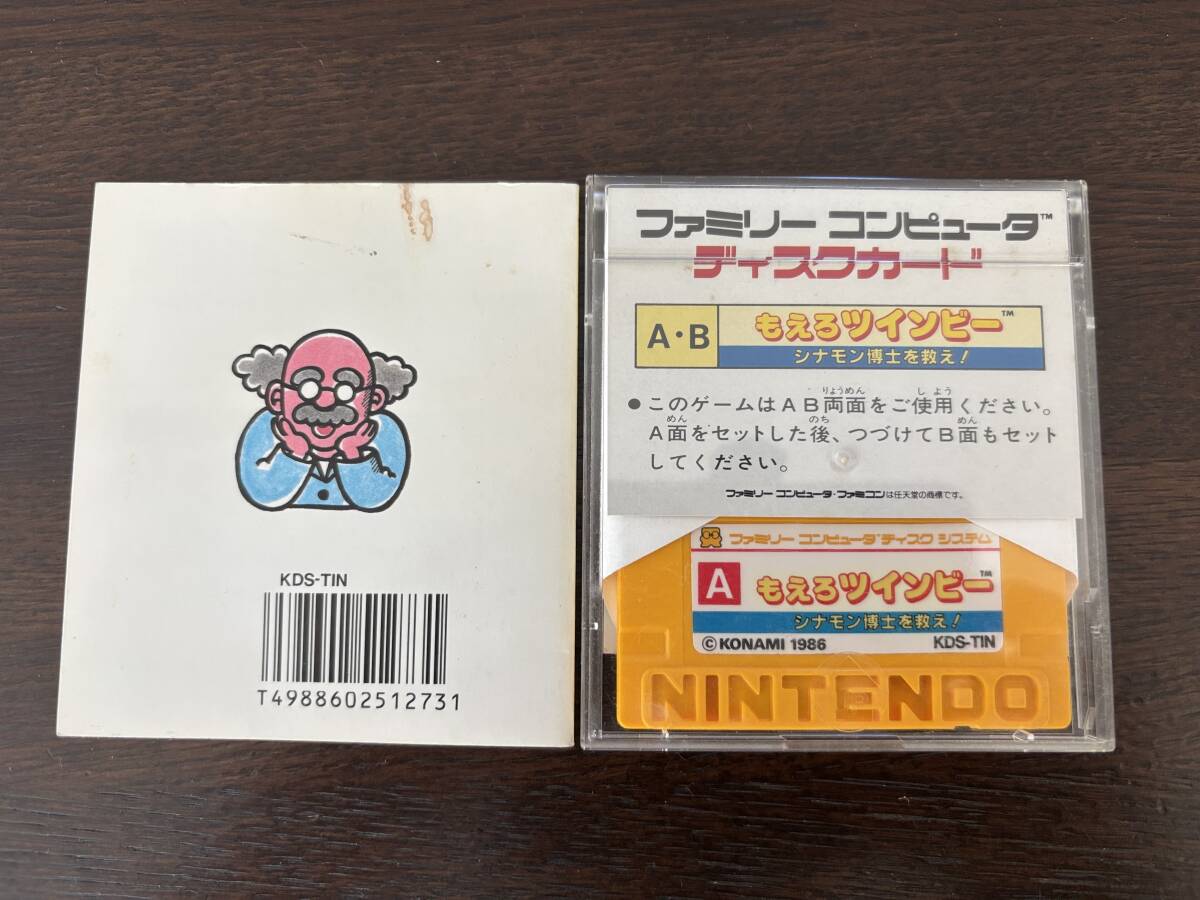 KDS-TIN
T4988602512731
ファミリー コンピュータ™
ディスクカード
A・B
もえろツインビー™
シナモン博士を救え!
●このゲームはAB両面をご使用ください。
りょうめん しよう
A面をセットした後、つづけてB面もセット
めん のち めん
してください。
ファミリー コンピュータ・ファミコンは任天堂の商標です。
ファミリー コンピュータ ディスク システム
A
もえろツインビー™
シナモン博士を救え!
©KONAMI 1986 KDS-TIN
NINTENDO